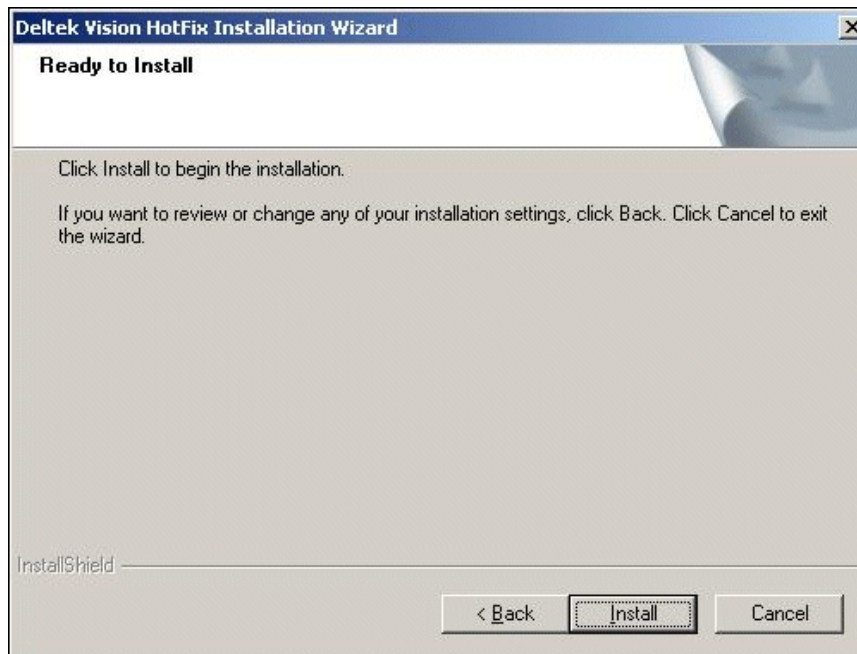 Deltek Vision HotFix Installation Wizard
Ready to Install
Click Install to begin the installation.
If you want to review or change any of your installation settings, click Back. Click Cancel to exit
the wizard.
InstallShield
< Back
Install
Cancel